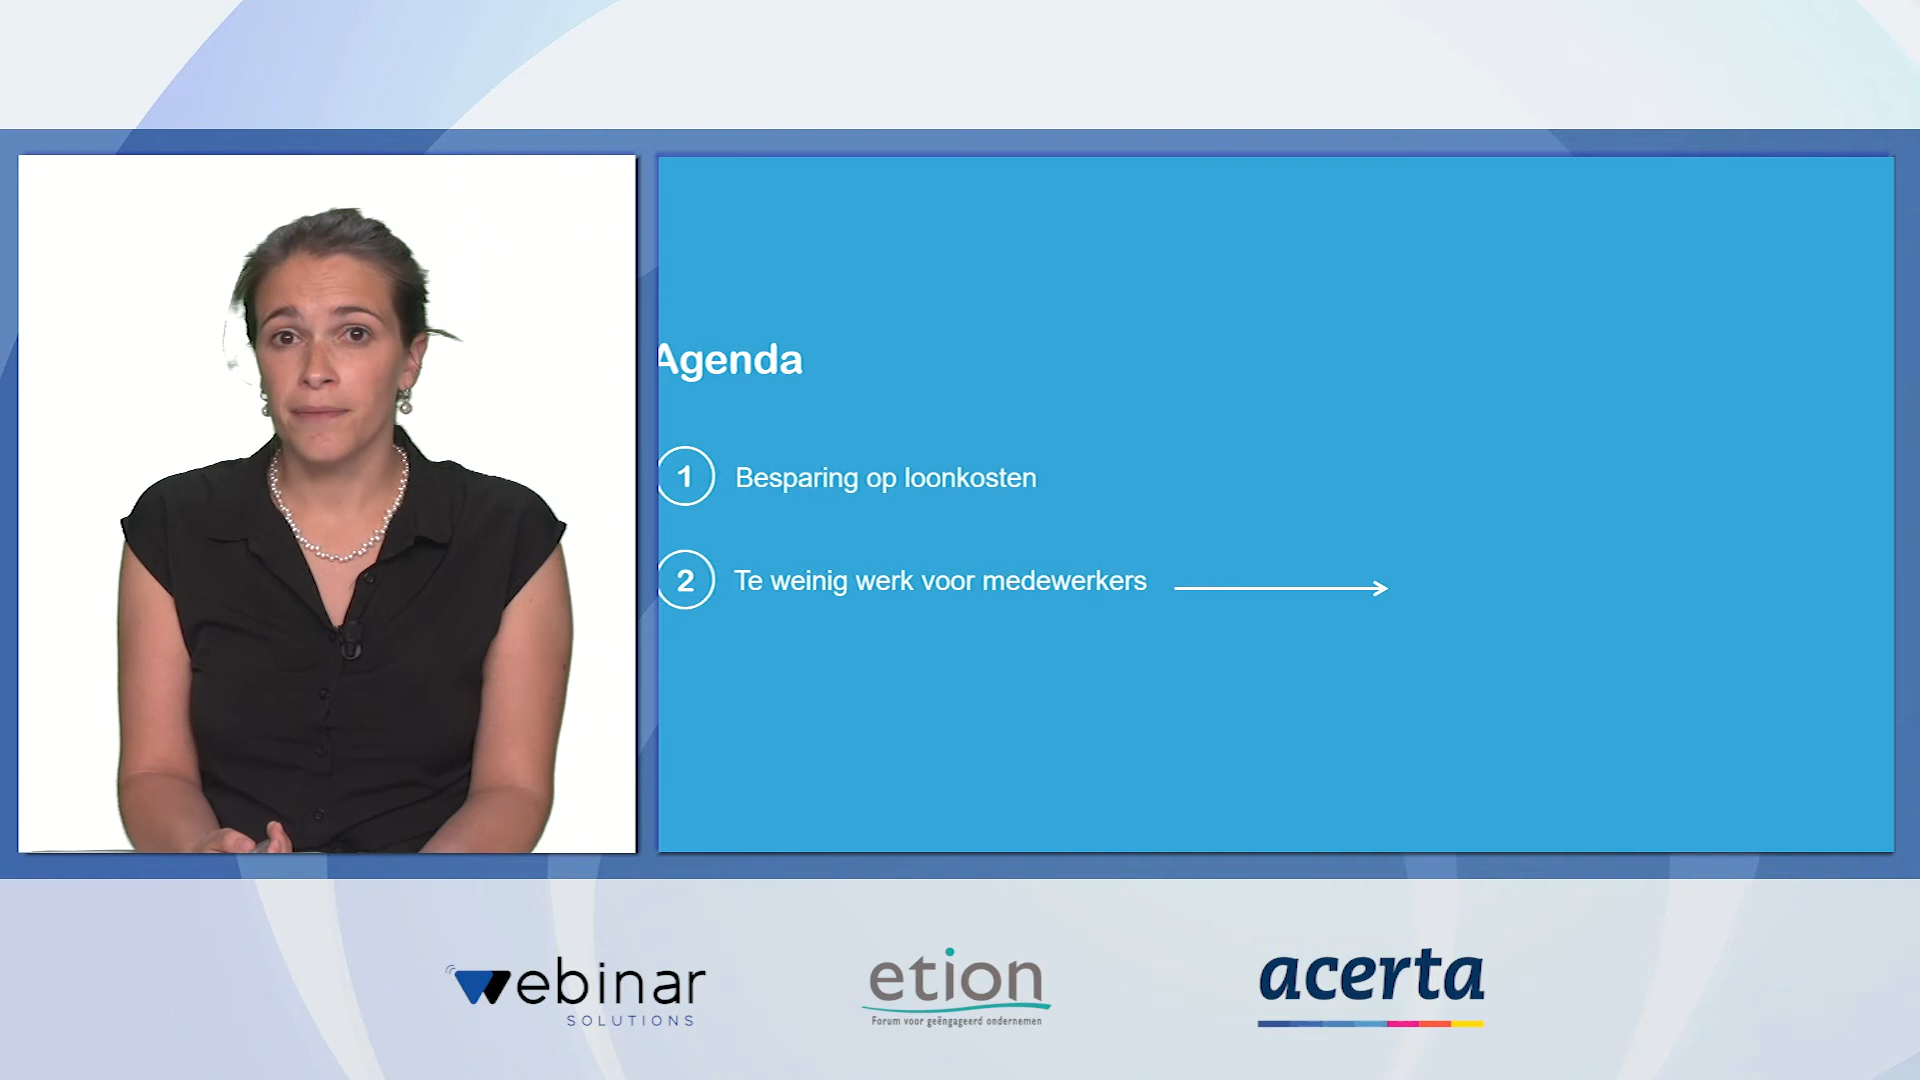 Agenda
1 Besparing op loonkosten
2 Te weinig werk voor medewerkers
Webinar
SOLUTIONS
etion
Forum voor geëngageerd ondernemen
acerta